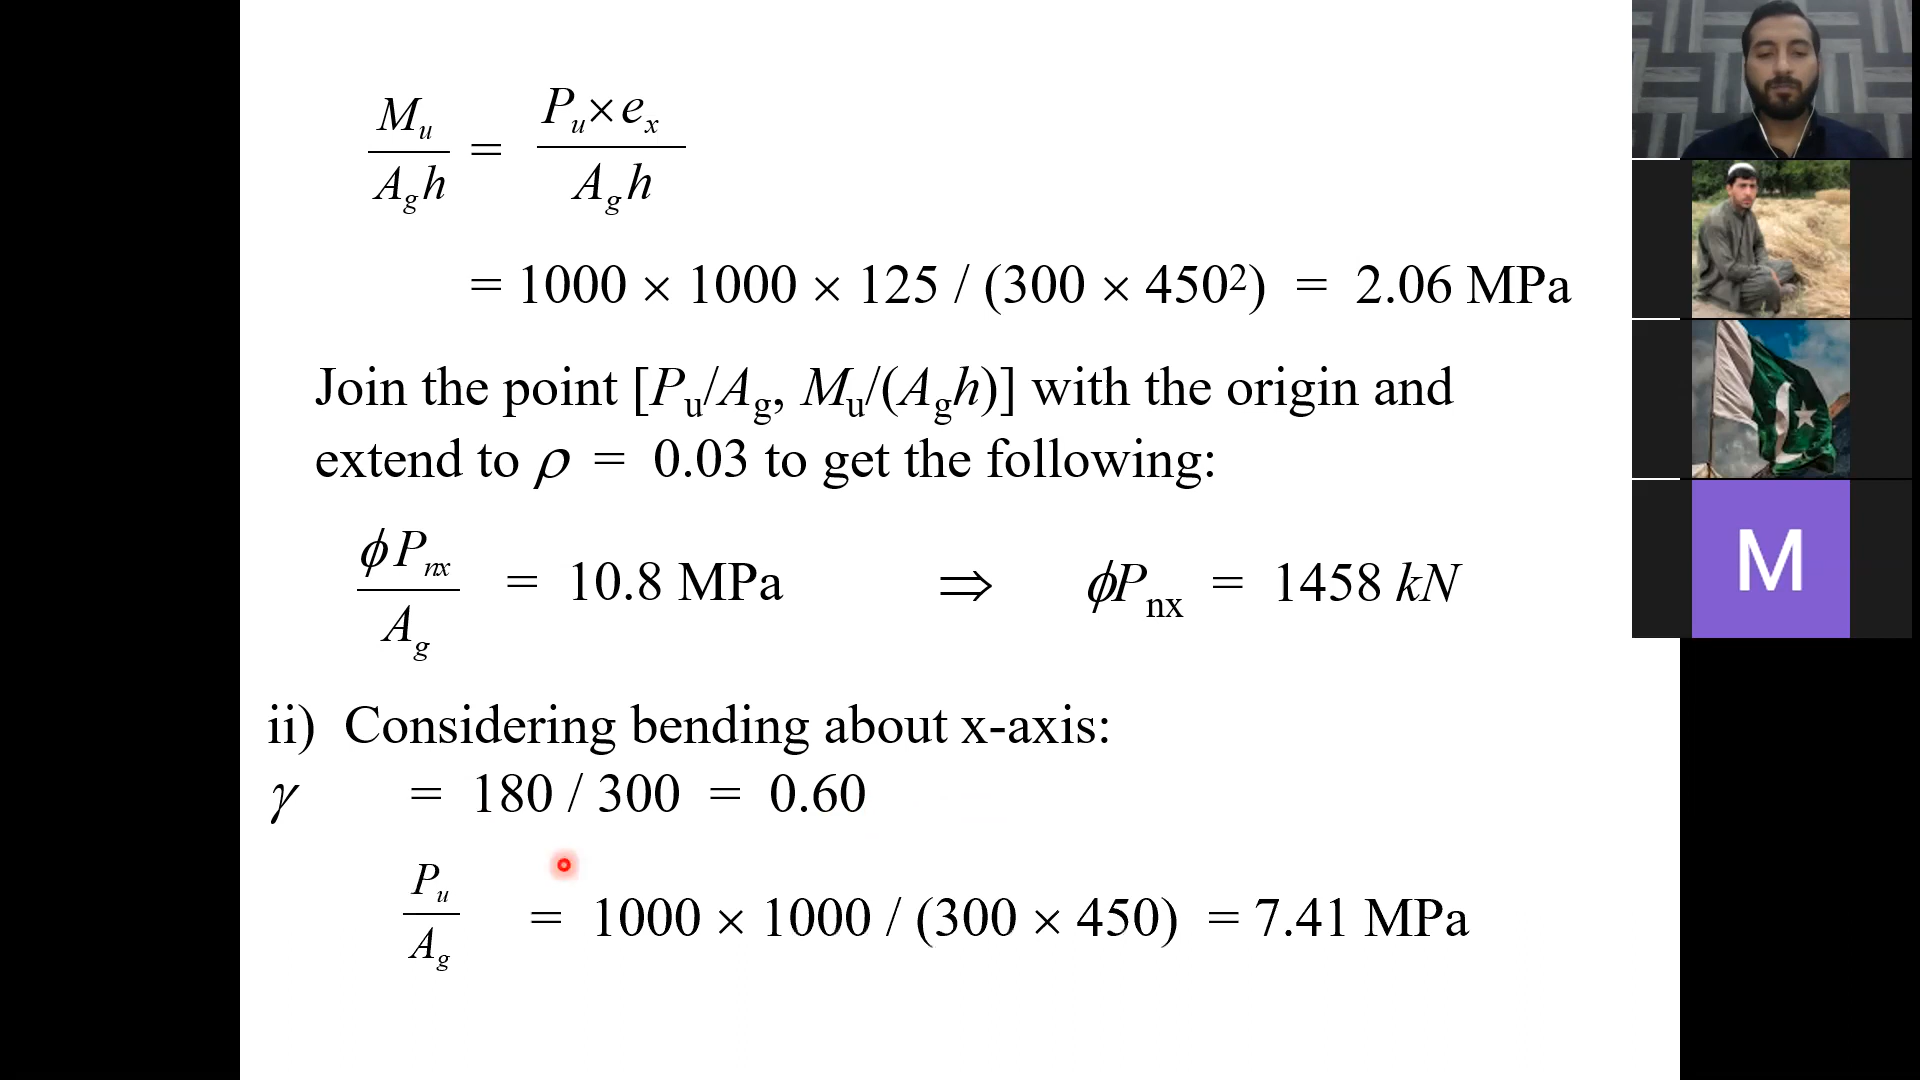 Mu/(Agh) = (Pu×ex)/(Agh)
= 1000 × 1000 × 125 / (300 × 450²) = 2.06 MPa
Join the point [Pu/Ag, Mu/(Agh)] with the origin and
extend to ρ = 0.03 to get the following:
ϕPnx/Ag = 10.8 MPa ⇒ ϕPnx = 1458 kN
ii) Considering bending about x-axis:
γ = 180 / 300 = 0.60
Pu/Ag = 1000 × 1000 / (300 × 450) = 7.41 MPa
M